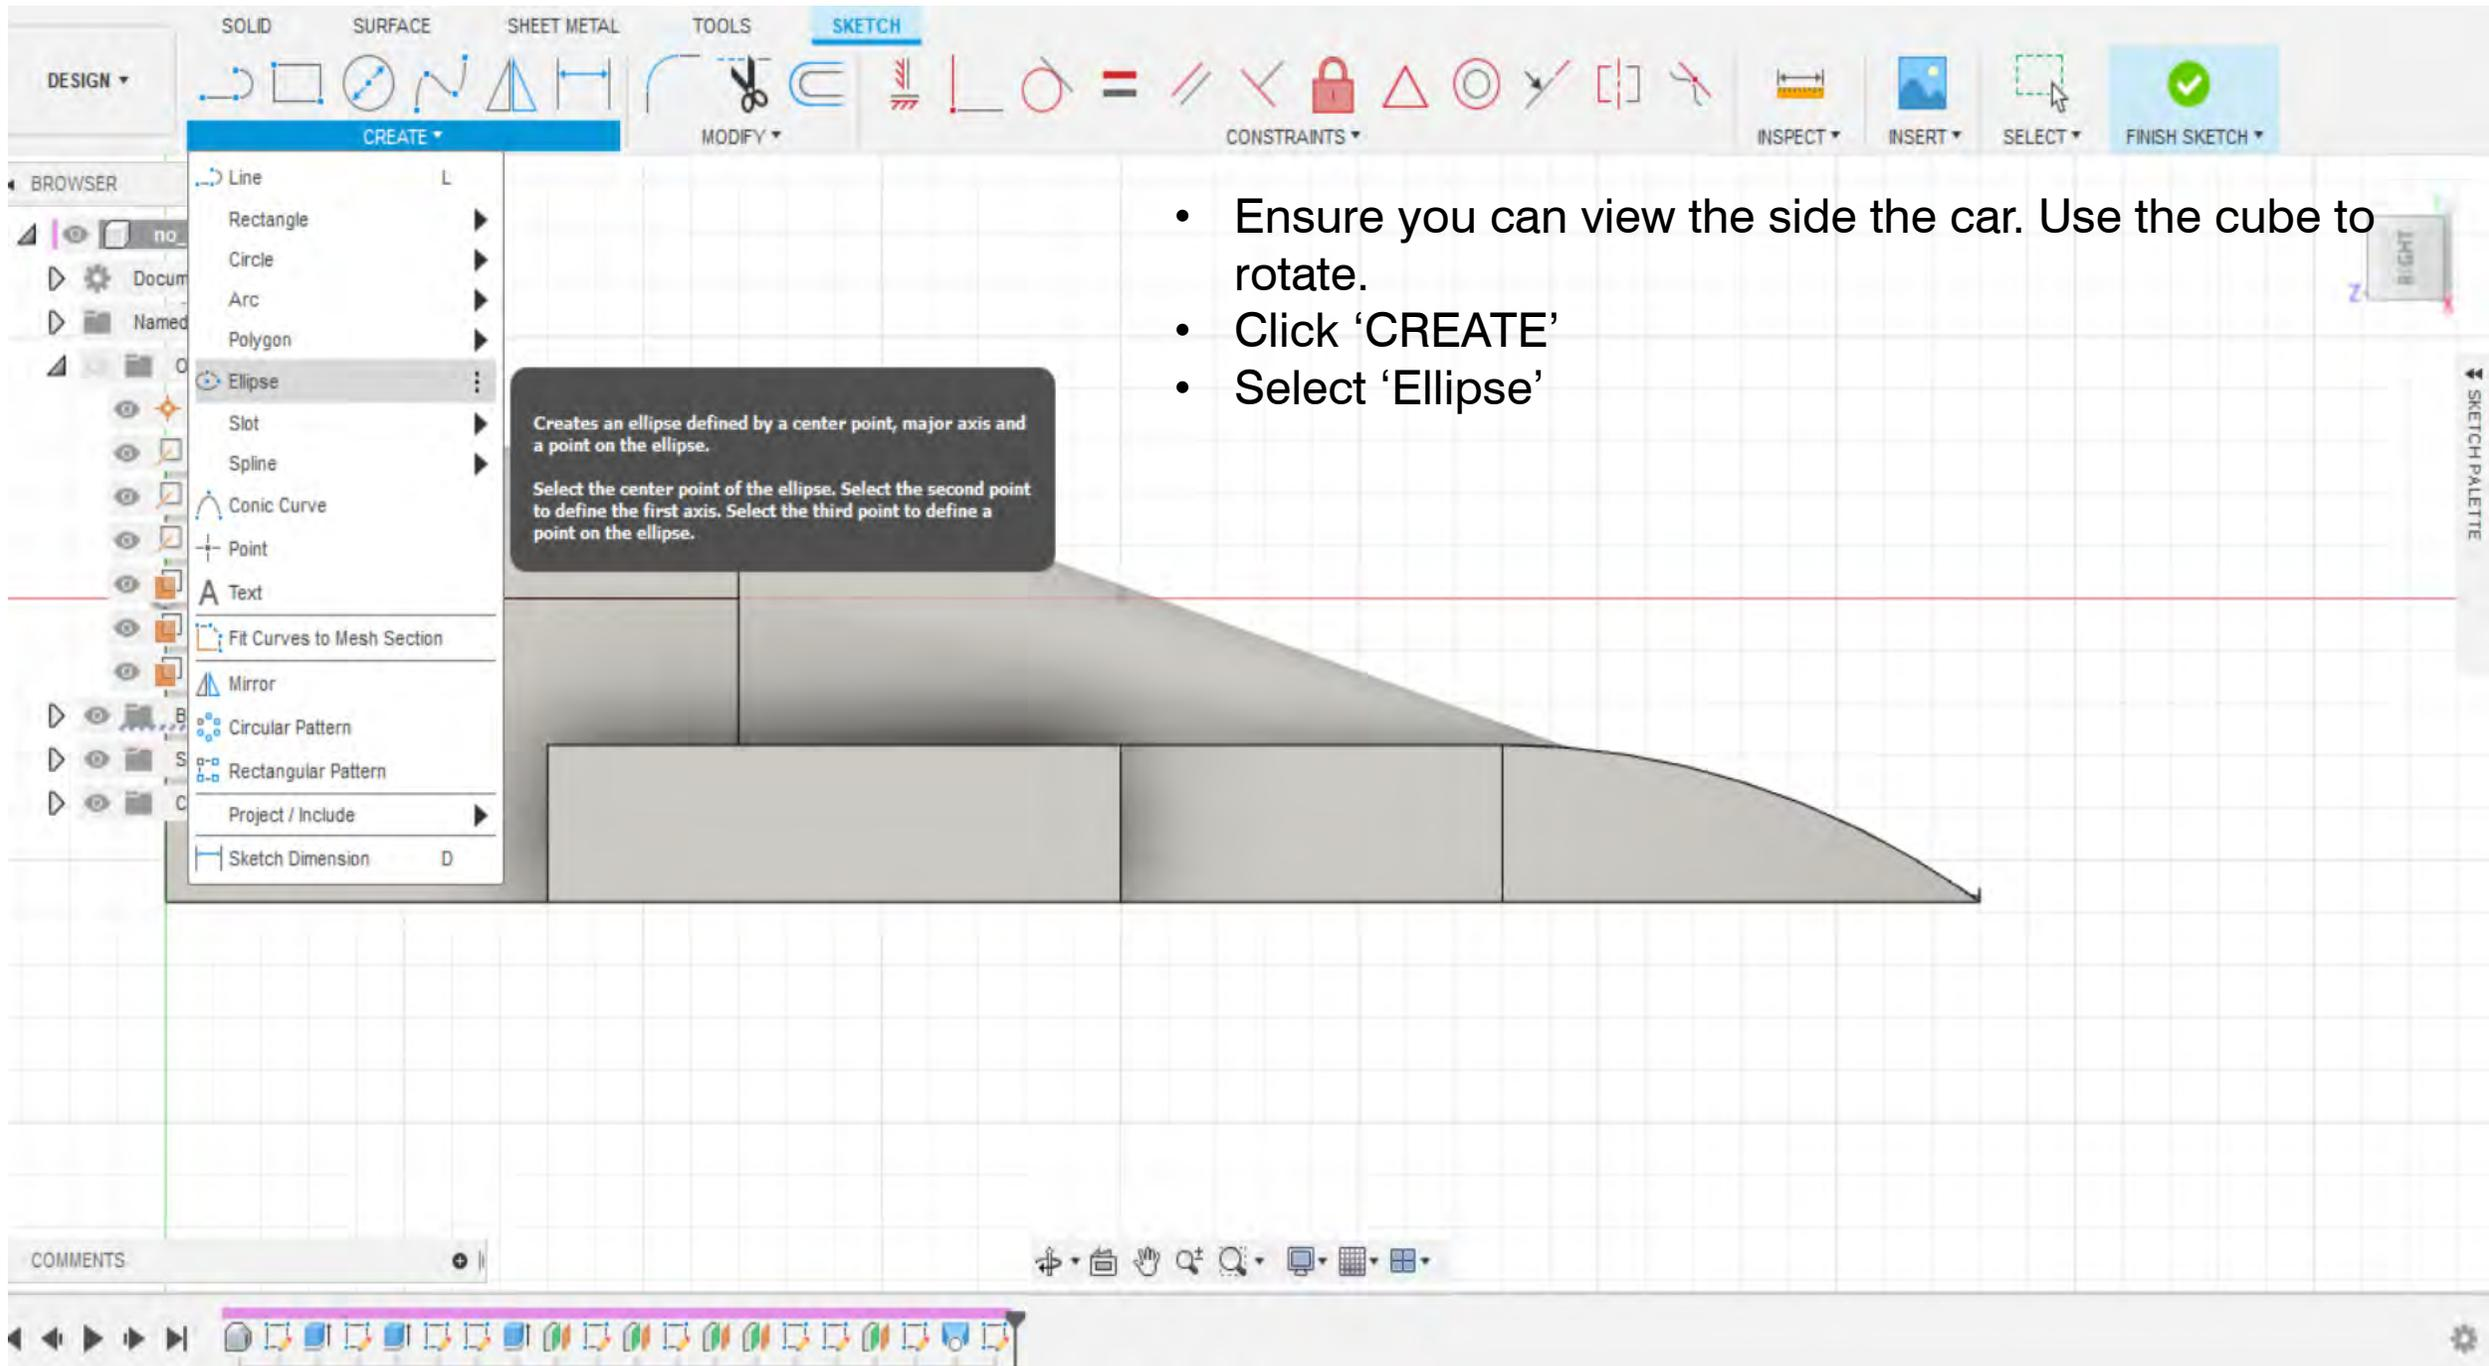 SOLID SURFACE SHEET METAL TOOLS SKETCH
DESIGN ▾
CREATE ▾ MODIFY ▾ CONSTRAINTS ▾ INSPECT ▾ INSERT ▾ SELECT ▾ FINISH SKETCH ▾
BROWSER
no_
Docum
Named
O
B
S
C
Line L
Rectangle
Circle
Arc
Polygon
Ellipse
Slot
Spline
Conic Curve
Point
Text
Fit Curves to Mesh Section
Mirror
Circular Pattern
Rectangular Pattern
Project / Include
Sketch Dimension D
Creates an ellipse defined by a center point, major axis and
a point on the ellipse.
Select the center point of the ellipse. Select the second point
to define the first axis. Select the third point to define a
point on the ellipse.
• Ensure you can view the side the car. Use the cube to
rotate.
• Click ‘CREATE’
• Select ‘Ellipse’
RIGHT
Z
X
SKETCH PALETTE
COMMENTS